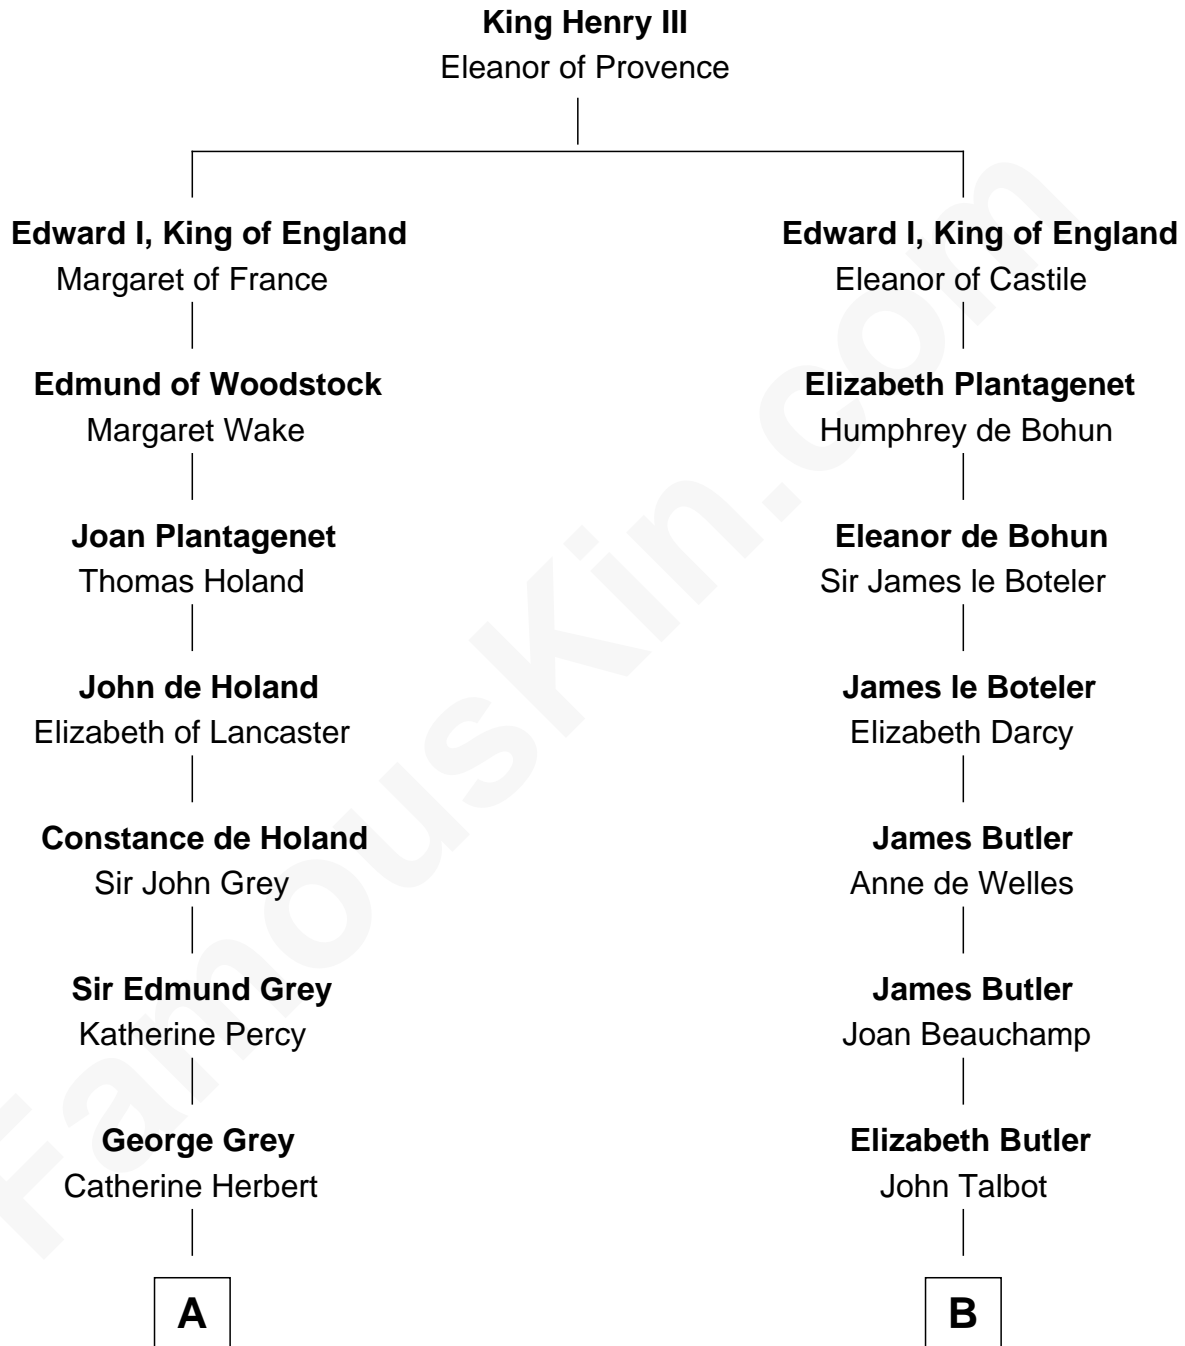 King Henry III
Eleanor of Provence
Edward I, King of England
Margaret of France
Edmund of Woodstock
Margaret Wake
Joan Plantagenet
Thomas Holand
John de Holand
Elizabeth of Lancaster
Constance de Holand
Sir John Grey
Sir Edmund Grey
Katherine Percy
George Grey
Catherine Herbert
A
Edward I, King of England
Eleanor of Castile
Elizabeth Plantagenet
Humphrey de Bohun
Eleanor de Bohun
Sir James le Boteler
James le Boteler
Elizabeth Darcy
James Butler
Anne de Welles
James Butler
Joan Beauchamp
Elizabeth Butler
John Talbot
B
FamousKin.com